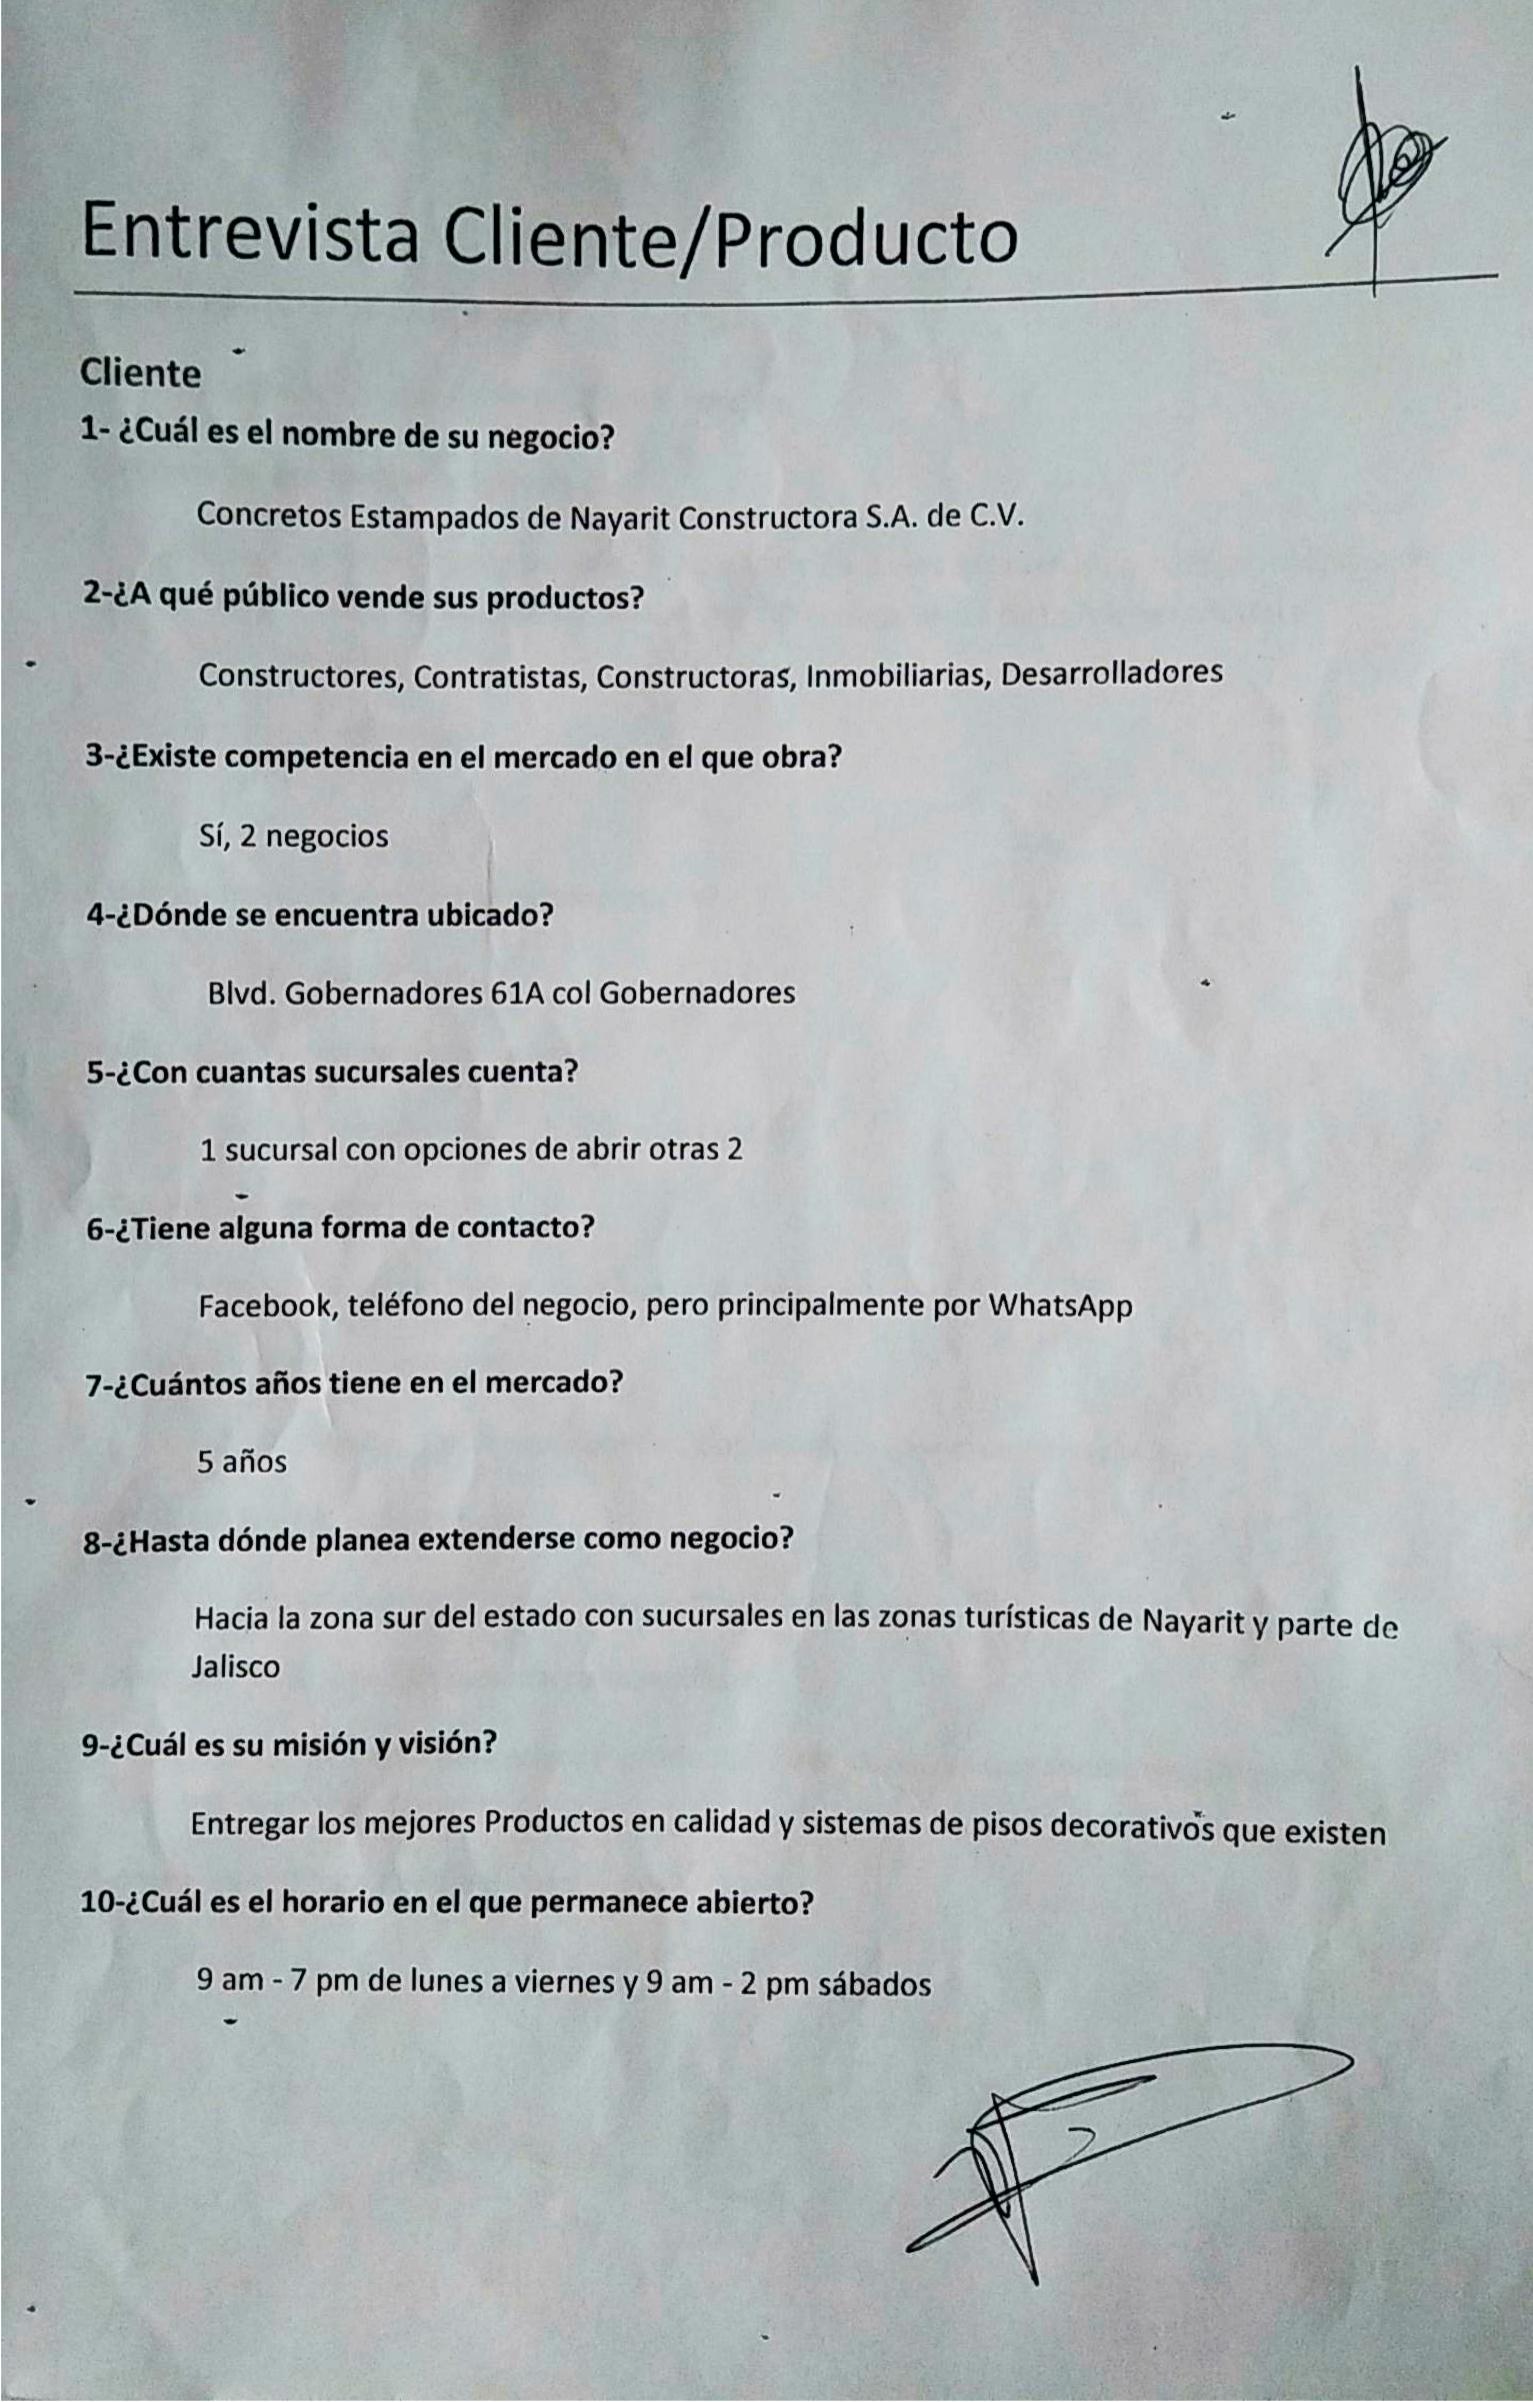 Entrevista Cliente/Producto
Cliente
1- ¿Cuál es el nombre de su negocio?
Concretos Estampados de Nayarit Constructora S.A. de C.V.
2-¿A qué público vende sus productos?
Constructores, Contratistas, Constructoras, Inmobiliarias, Desarrolladores
3-¿Existe competencia en el mercado en el que obra?
Sí, 2 negocios
4-¿Dónde se encuentra ubicado?
Blvd. Gobernadores 61A col Gobernadores
5-¿Con cuantas sucursales cuenta?
1 sucursal con opciones de abrir otras 2
6-¿Tiene alguna forma de contacto?
Facebook, teléfono del negocio, pero principalmente por WhatsApp
7-¿Cuántos años tiene en el mercado?
5 años
8-¿Hasta dónde planea extenderse como negocio?
Hacia la zona sur del estado con sucursales en las zonas turísticas de Nayarit y parte de
Jalisco
9-¿Cuál es su misión y visión?
Entregar los mejores Productos en calidad y sistemas de pisos decorativos que existen
10-¿Cuál es el horario en el que permanece abierto?
9 am - 7 pm de lunes a viernes y 9 am - 2 pm sábados